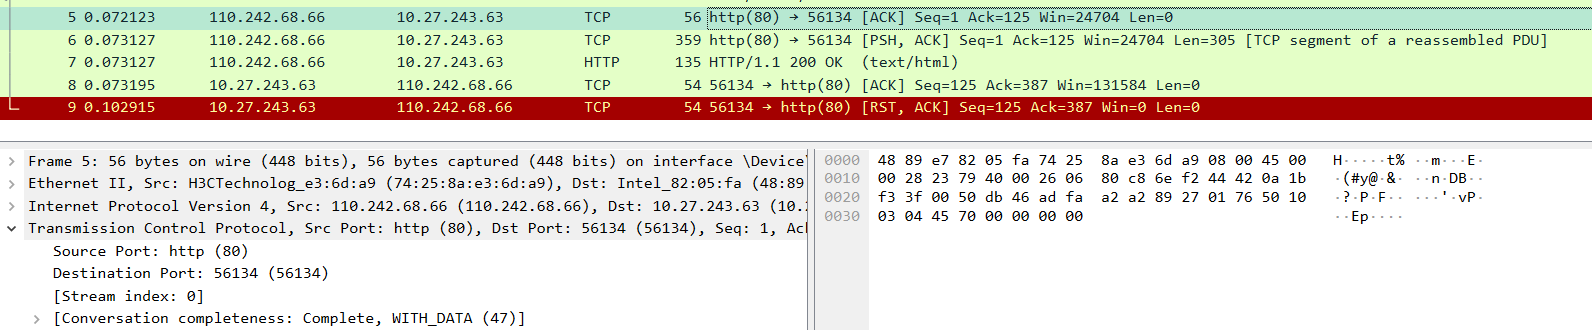 5 0.072123 110.242.68.66 10.27.243.63 TCP 56 http(80) → 56134 [ACK] Seq=1 Ack=125 Win=24704 Len=0
6 0.073127 110.242.68.66 10.27.243.63 TCP 359 http(80) → 56134 [PSH, ACK] Seq=1 Ack=125 Win=24704 Len=305 [TCP segment of a reassembled PDU]
7 0.073127 110.242.68.66 10.27.243.63 HTTP 135 HTTP/1.1 200 OK (text/html)
8 0.073195 10.27.243.63 110.242.68.66 TCP 54 56134 → http(80) [ACK] Seq=125 Ack=387 Win=131584 Len=0
9 0.102915 10.27.243.63 110.242.68.66 TCP 54 56134 → http(80) [RST, ACK] Seq=125 Ack=387 Win=0 Len=0
Frame 5: 56 bytes on wire (448 bits), 56 bytes captured (448 bits) on interface \Device\
Ethernet II, Src: H3CTechnolog_e3:6d:a9 (74:25:8a:e3:6d:a9), Dst: Intel_82:05:fa (48:89
Internet Protocol Version 4, Src: 110.242.68.66 (110.242.68.66), Dst: 10.27.243.63 (10.
Transmission Control Protocol, Src Port: http (80), Dst Port: 56134 (56134), Seq: 1, Ac
Source Port: http (80)
Destination Port: 56134 (56134)
[Stream index: 0]
[Conversation completeness: Complete, WITH_DATA (47)]
0000 48 89 e7 82 05 fa 74 25 8a e3 6d a9 08 00 45 00 H·····t% ··m···E·
0010 00 28 23 79 40 00 26 06 80 c8 6e f2 44 42 0a 1b ·(#y@·&· ··n·DB··
0020 f3 3f 00 50 db 46 ad fa a2 a2 89 27 01 76 50 10 ·?·P·F·· ···'·vP·
0030 03 04 45 70 00 00 00 00 ··Ep····